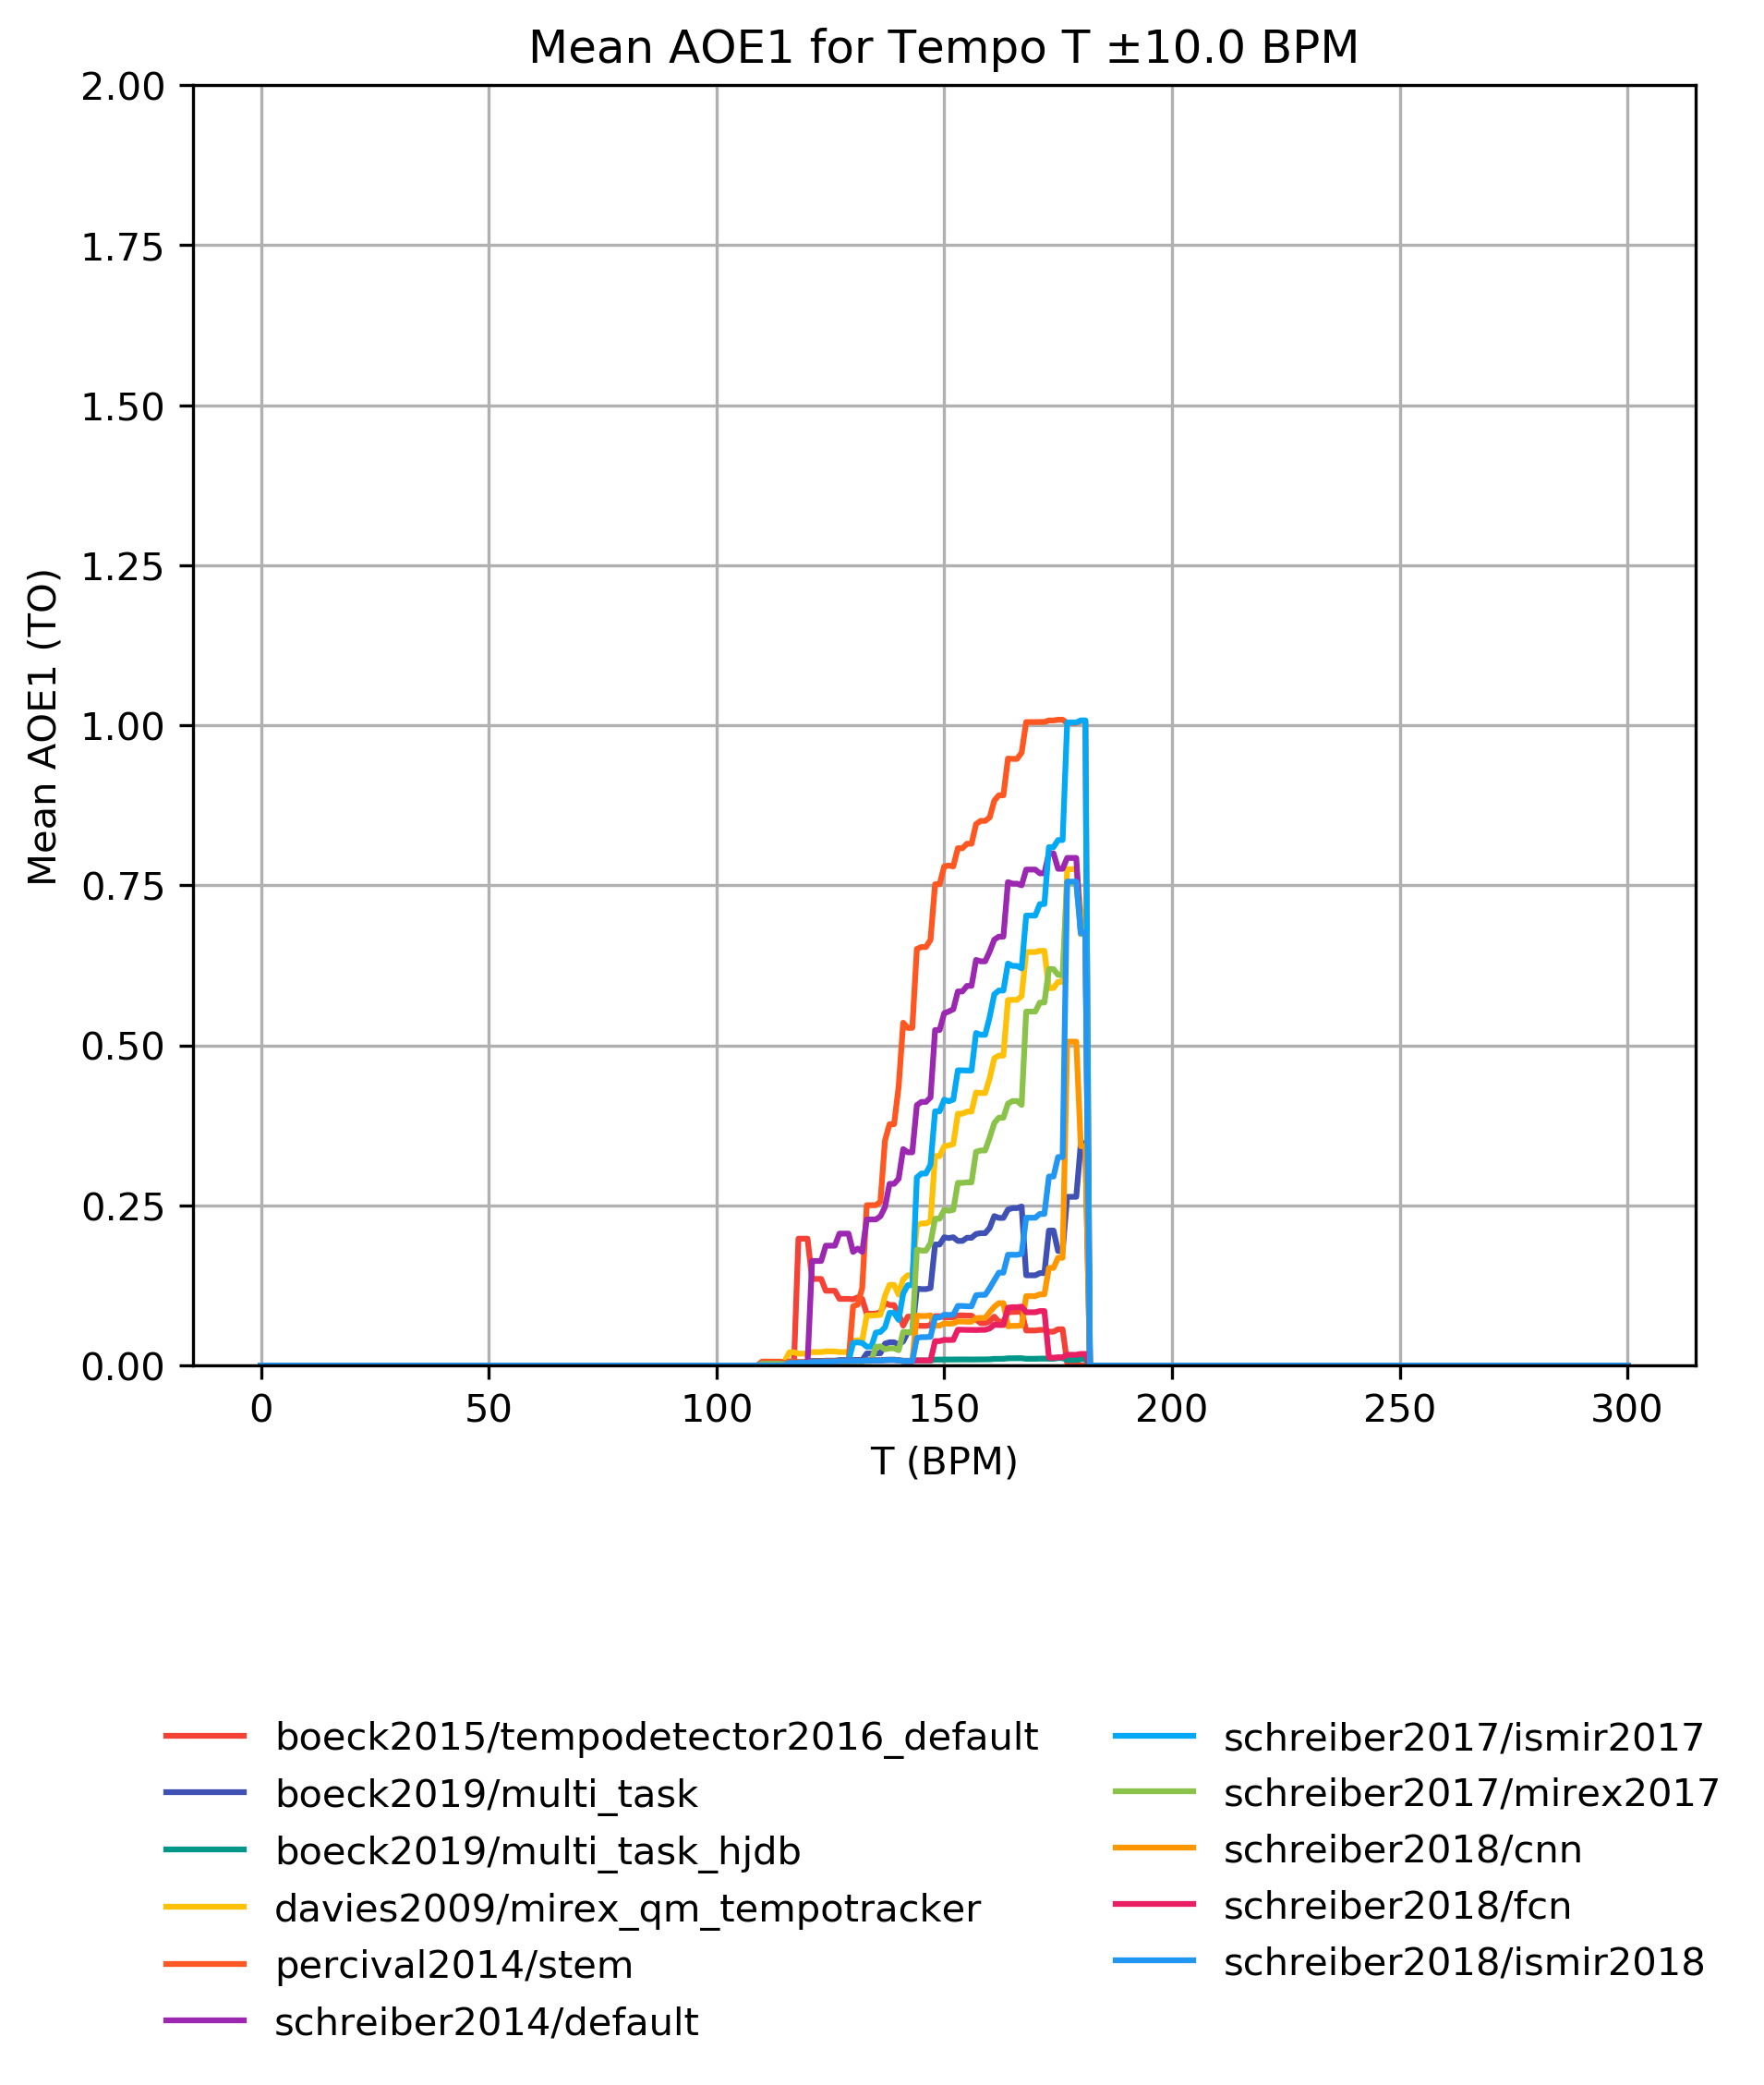 Mean AOE1 for Tempo T ±10.0 BPM
2.00
1.75
1.50
1.25
1.00
0.75
0.50
0.25
0.00
Mean AOE1 (TO)
0 50 100 150 200 250 300
T (BPM)
boeck2015/tempodetector2016_default
boeck2019/multi_task
boeck2019/multi_task_hjdb
davies2009/mirex_qm_tempotracker
percival2014/stem
schreiber2014/default
schreiber2017/ismir2017
schreiber2017/mirex2017
schreiber2018/cnn
schreiber2018/fcn
schreiber2018/ismir2018